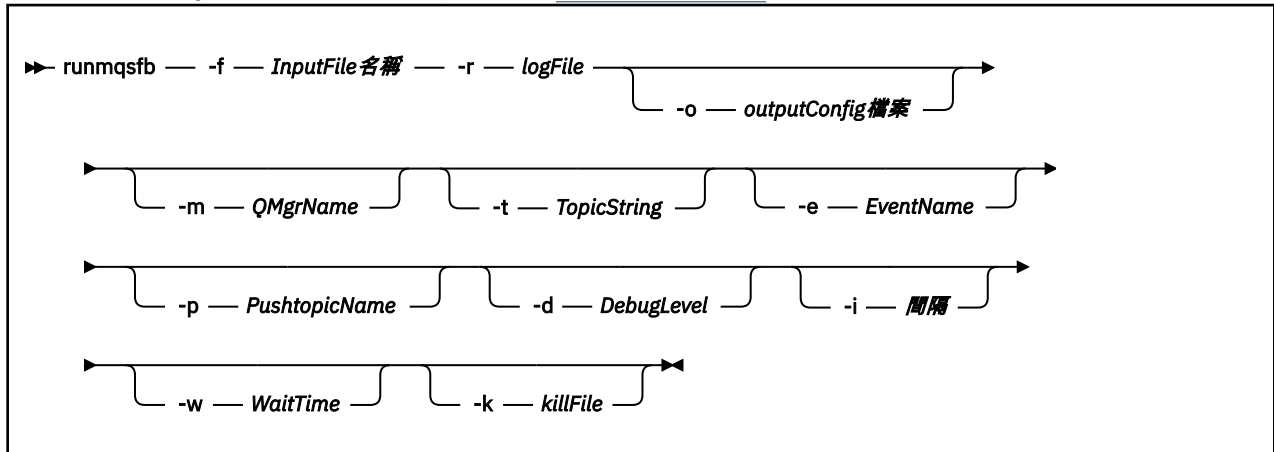 runmqsfb -f InputFile名稱 -r logFile
-o outputConfig檔案
-m QMgrName -t TopicString -e EventName
-p PushtopicName -d DebugLevel -i 間隔
-w WaitTime -k killFile